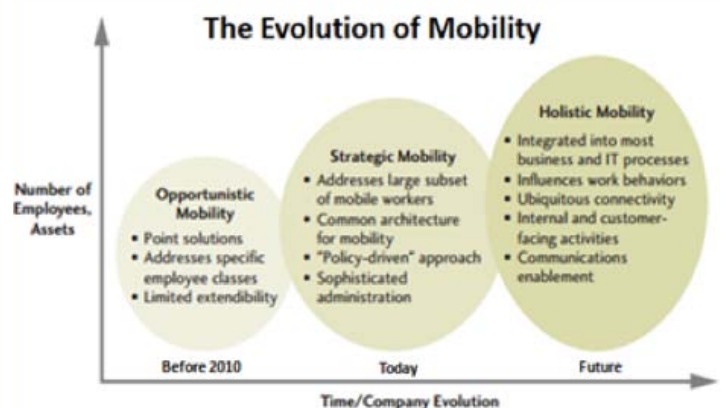 The Evolution of Mobility
Number of
Employees,
Assets
Opportunistic
Mobility
• Point solutions
• Addresses specific
employee classes
• Limited extendibility
Strategic Mobility
• Addresses large subset
of mobile workers
• Common architecture
for mobility
• "Policy-driven" approach
• Sophisticated
administration
Holistic Mobility
• Integrated into most
business and IT processes
• Influences work behaviors
• Ubiquitous connectivity
• Internal and customer-
facing activities
• Communications
enablement
Before 2010
Today
Future
Time/Company Evolution